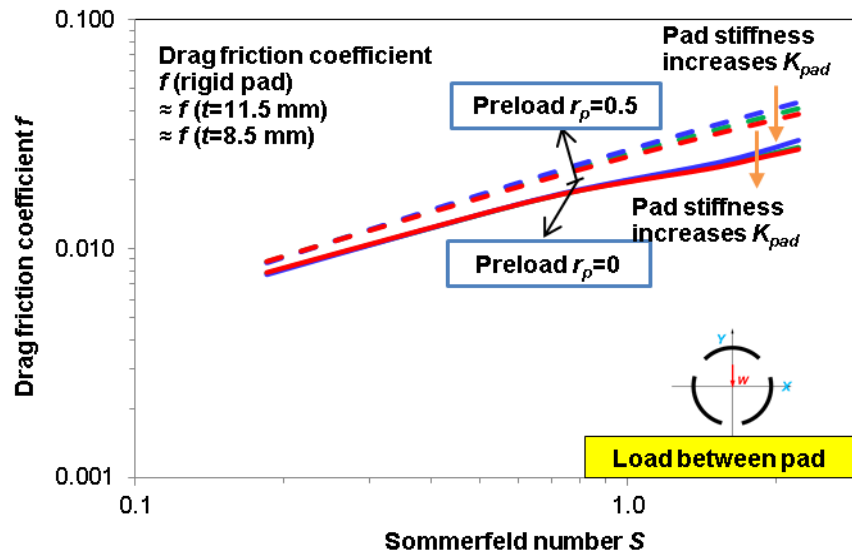 0.100
0.010
0.001
0.1
1.0
Drag friction coefficient f
Sommerfeld number S
Drag friction coefficient
f (rigid pad)
≈ f (t=11.5 mm)
≈ f (t=8.5 mm)
Preload rp=0.5
Preload rp=0
Pad stiffness
increases Kpad
Pad stiffness
increases Kpad
Y
W
X
Load between pad